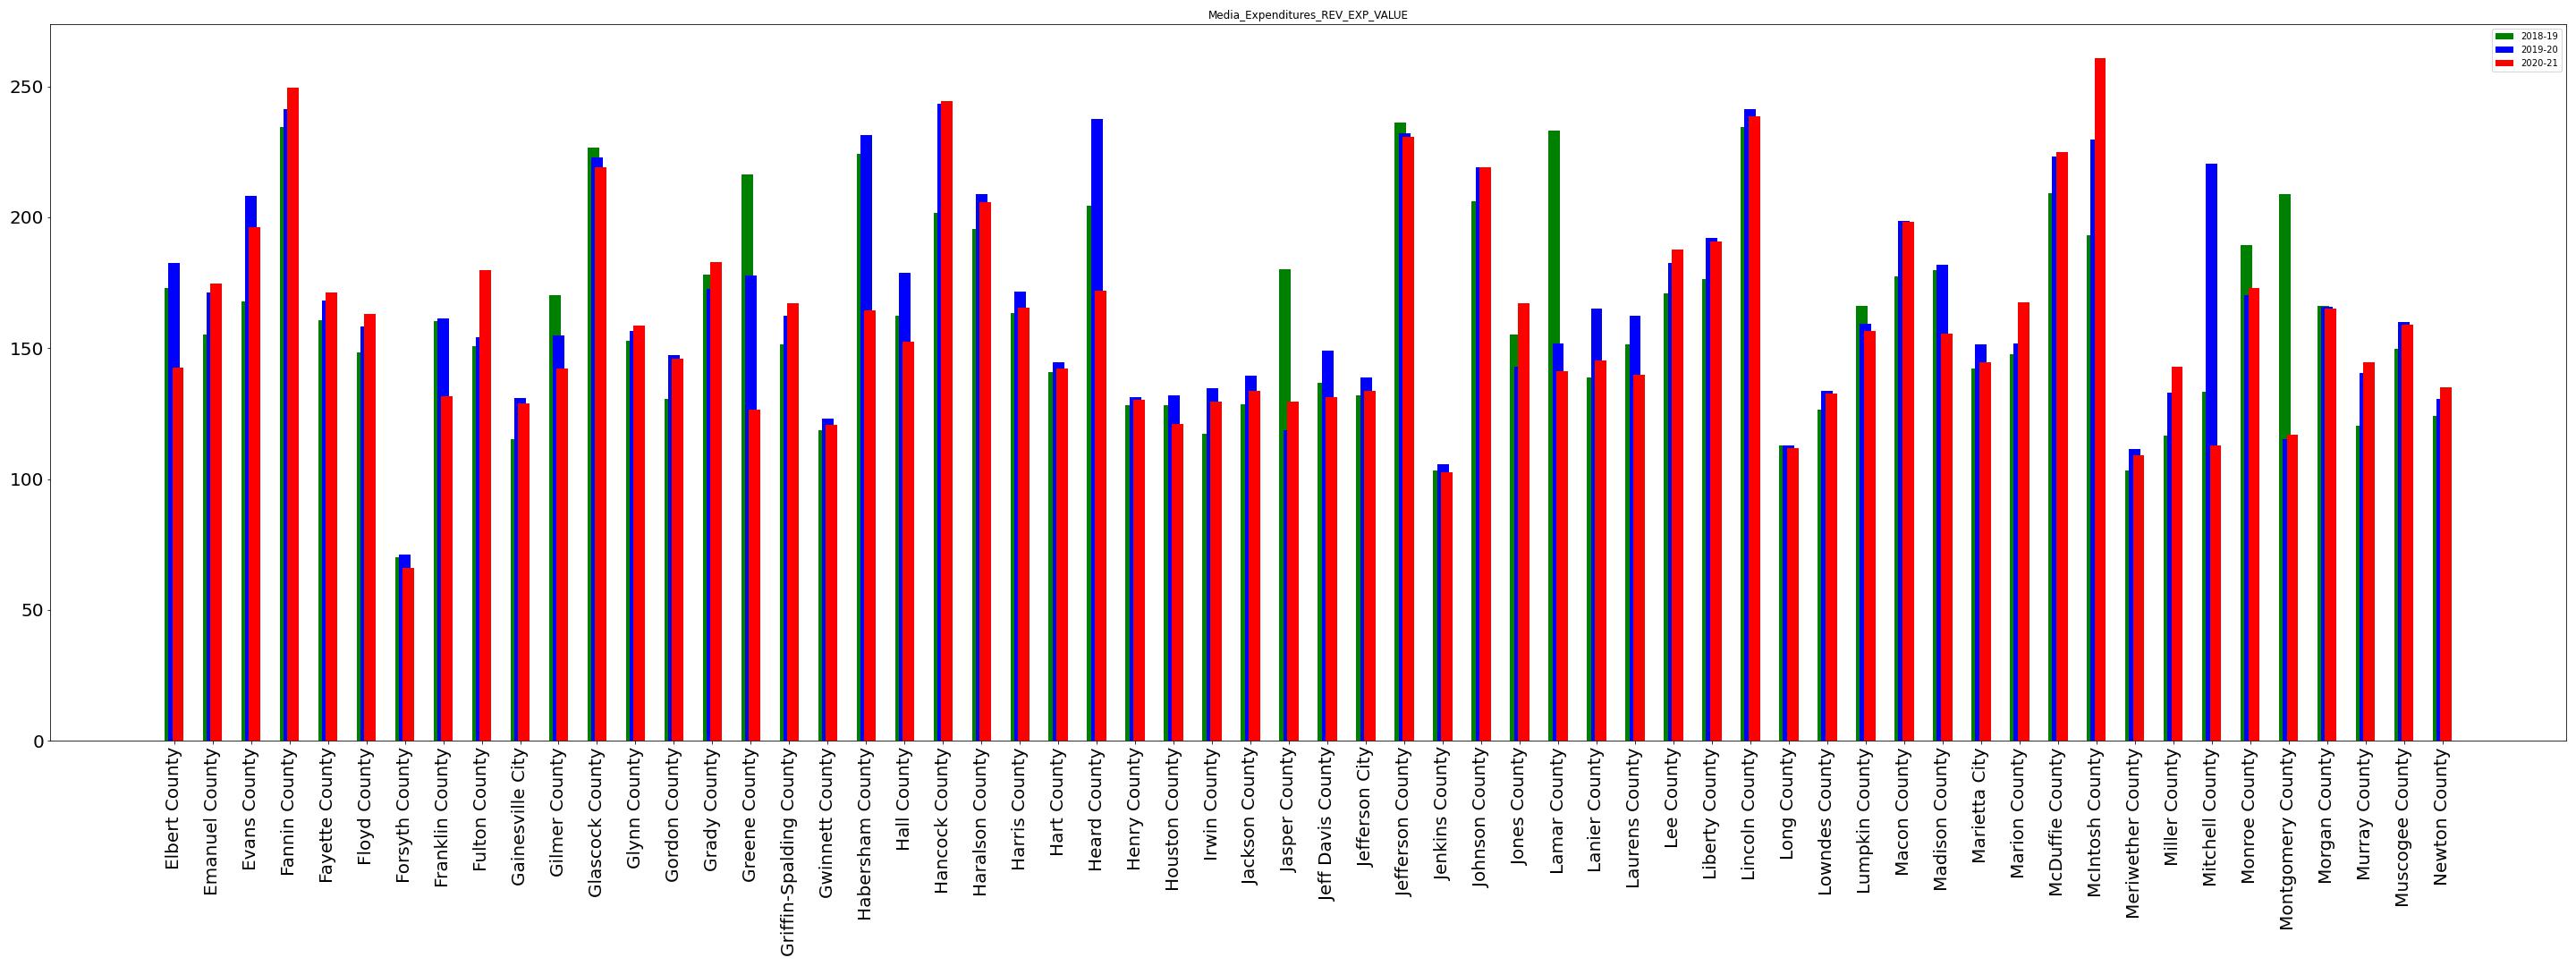 Media_Expenditures_REV_EXP_VALUE
2018-19
2019-20
2020-21
250
200
150
100
50
0
Elbert County
Emanuel County
Evans County
Fannin County
Fayette County
Floyd County
Forsyth County
Franklin County
Fulton County
Gainesville City
Gilmer County
Glascock County
Glynn County
Gordon County
Grady County
Greene County
Griffin-Spalding County
Gwinnett County
Habersham County
Hall County
Hancock County
Haralson County
Harris County
Hart County
Heard County
Henry County
Houston County
Irwin County
Jackson County
Jasper County
Jeff Davis County
Jefferson City
Jefferson County
Jenkins County
Johnson County
Jones County
Lamar County
Lanier County
Laurens County
Lee County
Liberty County
Lincoln County
Long County
Lowndes County
Lumpkin County
Macon County
Madison County
Marietta City
Marion County
McDuffie County
McIntosh County
Meriwether County
Miller County
Mitchell County
Monroe County
Montgomery County
Morgan County
Murray County
Muscogee County
Newton County